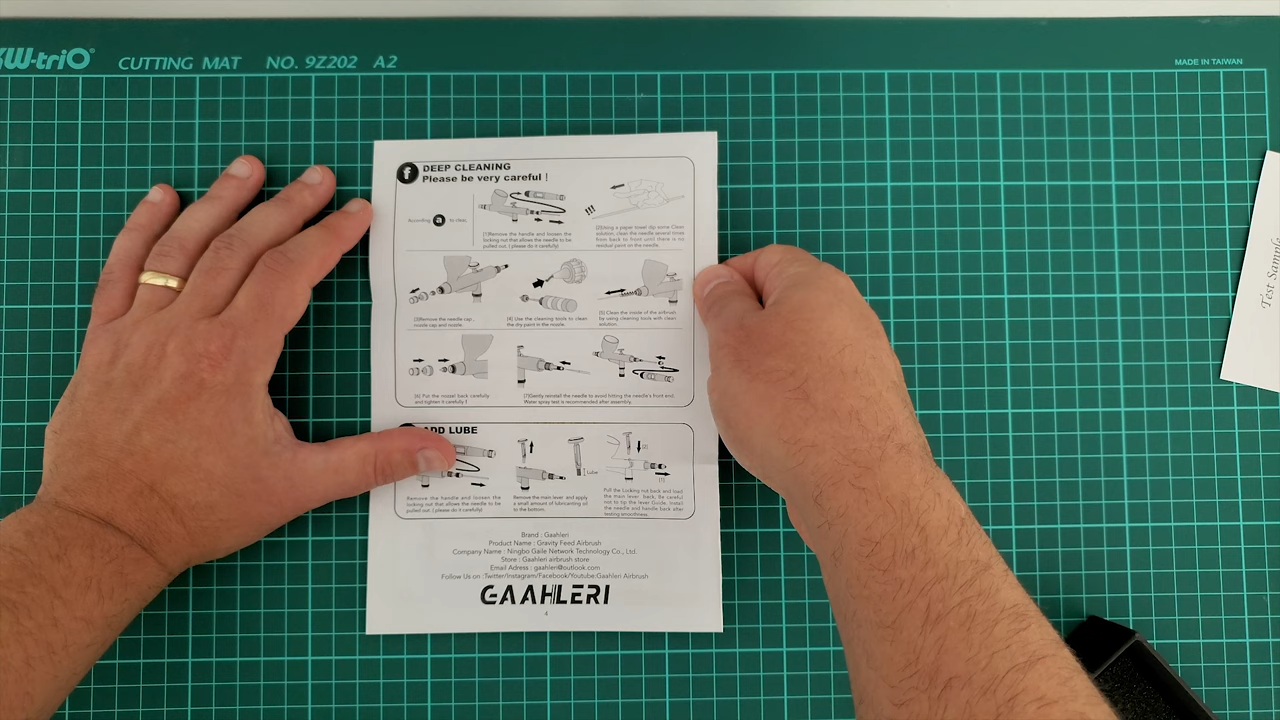 KW-triO®
CUTTING MAT NO. 9Z202 A2
MADE IN TAIWAN
Test Sample
f DEEP CLEANING
Please be very careful !
According a to clean
[1]Remove the handle and loosen the
locking nut that allows the needle to be
pulled out. ( please do it carefully)
[2]Using a paper towel dip some Clean
solution, clean the needle several times
from back to front until there is no
residual paint on the needle.
[3]Remove the needle cap,
nozzle cap and nozzle
[4] Use the cleaning tools to clean
the dry paint in the nozzle.
[5] Clean the inside of the airbrush
by using cleaning tools with clean
solution.
[6] Put the nozzel back carefully
and tighten it carefully !
[7]Gently reinstall the needle to avoid hitting the needle's front end.
Water spray test is recommended after assembly.
ADD LUBE
Lube
[2]
[1]
Remove the handle and loosen the
locking nut that allows the needle to be
pulled out. ( please do it carefully)
Remove the main lever and apply
a small amount of lubricating oil
to the bottom.
Pull the Locking nut back and load
the main lever back. Be careful
not to tip the lever Guide. Install
the needle and handle back after
testing smoothness.
Brand : Gaahleri
Product Name : Gravity Feed Airbrush
Company Name : Ningbo Gaile Network Technology Co., Ltd.
Store : Gaahleri airbrush store
Email Adress : gaahleri@outlook.com
Follow Us on :Twitter/Instagram/Facebook/Youtube:Gaahleri Airbrush
GAAHLERI
4